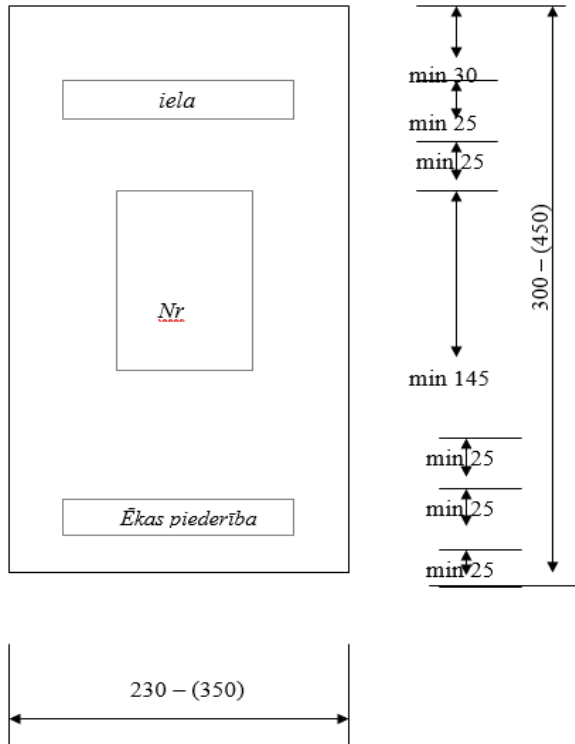 min 30
iela
min 25
min 25
300 – (450)
Nr
min 145
min 25
min 25
Ēkas piederība
min 25
230 – (350)